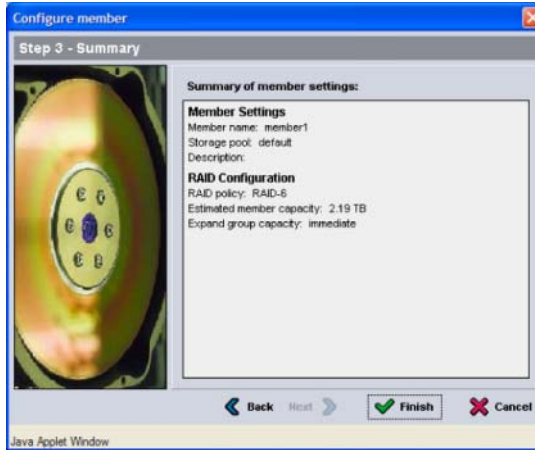 Configure member
Step 3 - Summary
Summary of member settings:
Member Settings
Member name: member1
Storage pool: default
Description:
RAID Configuration
RAID policy: RAID-6
Estimated member capacity: 2.19 TB
Expand group capacity: immediate
Back Next Finish Cancel
Java Applet Window